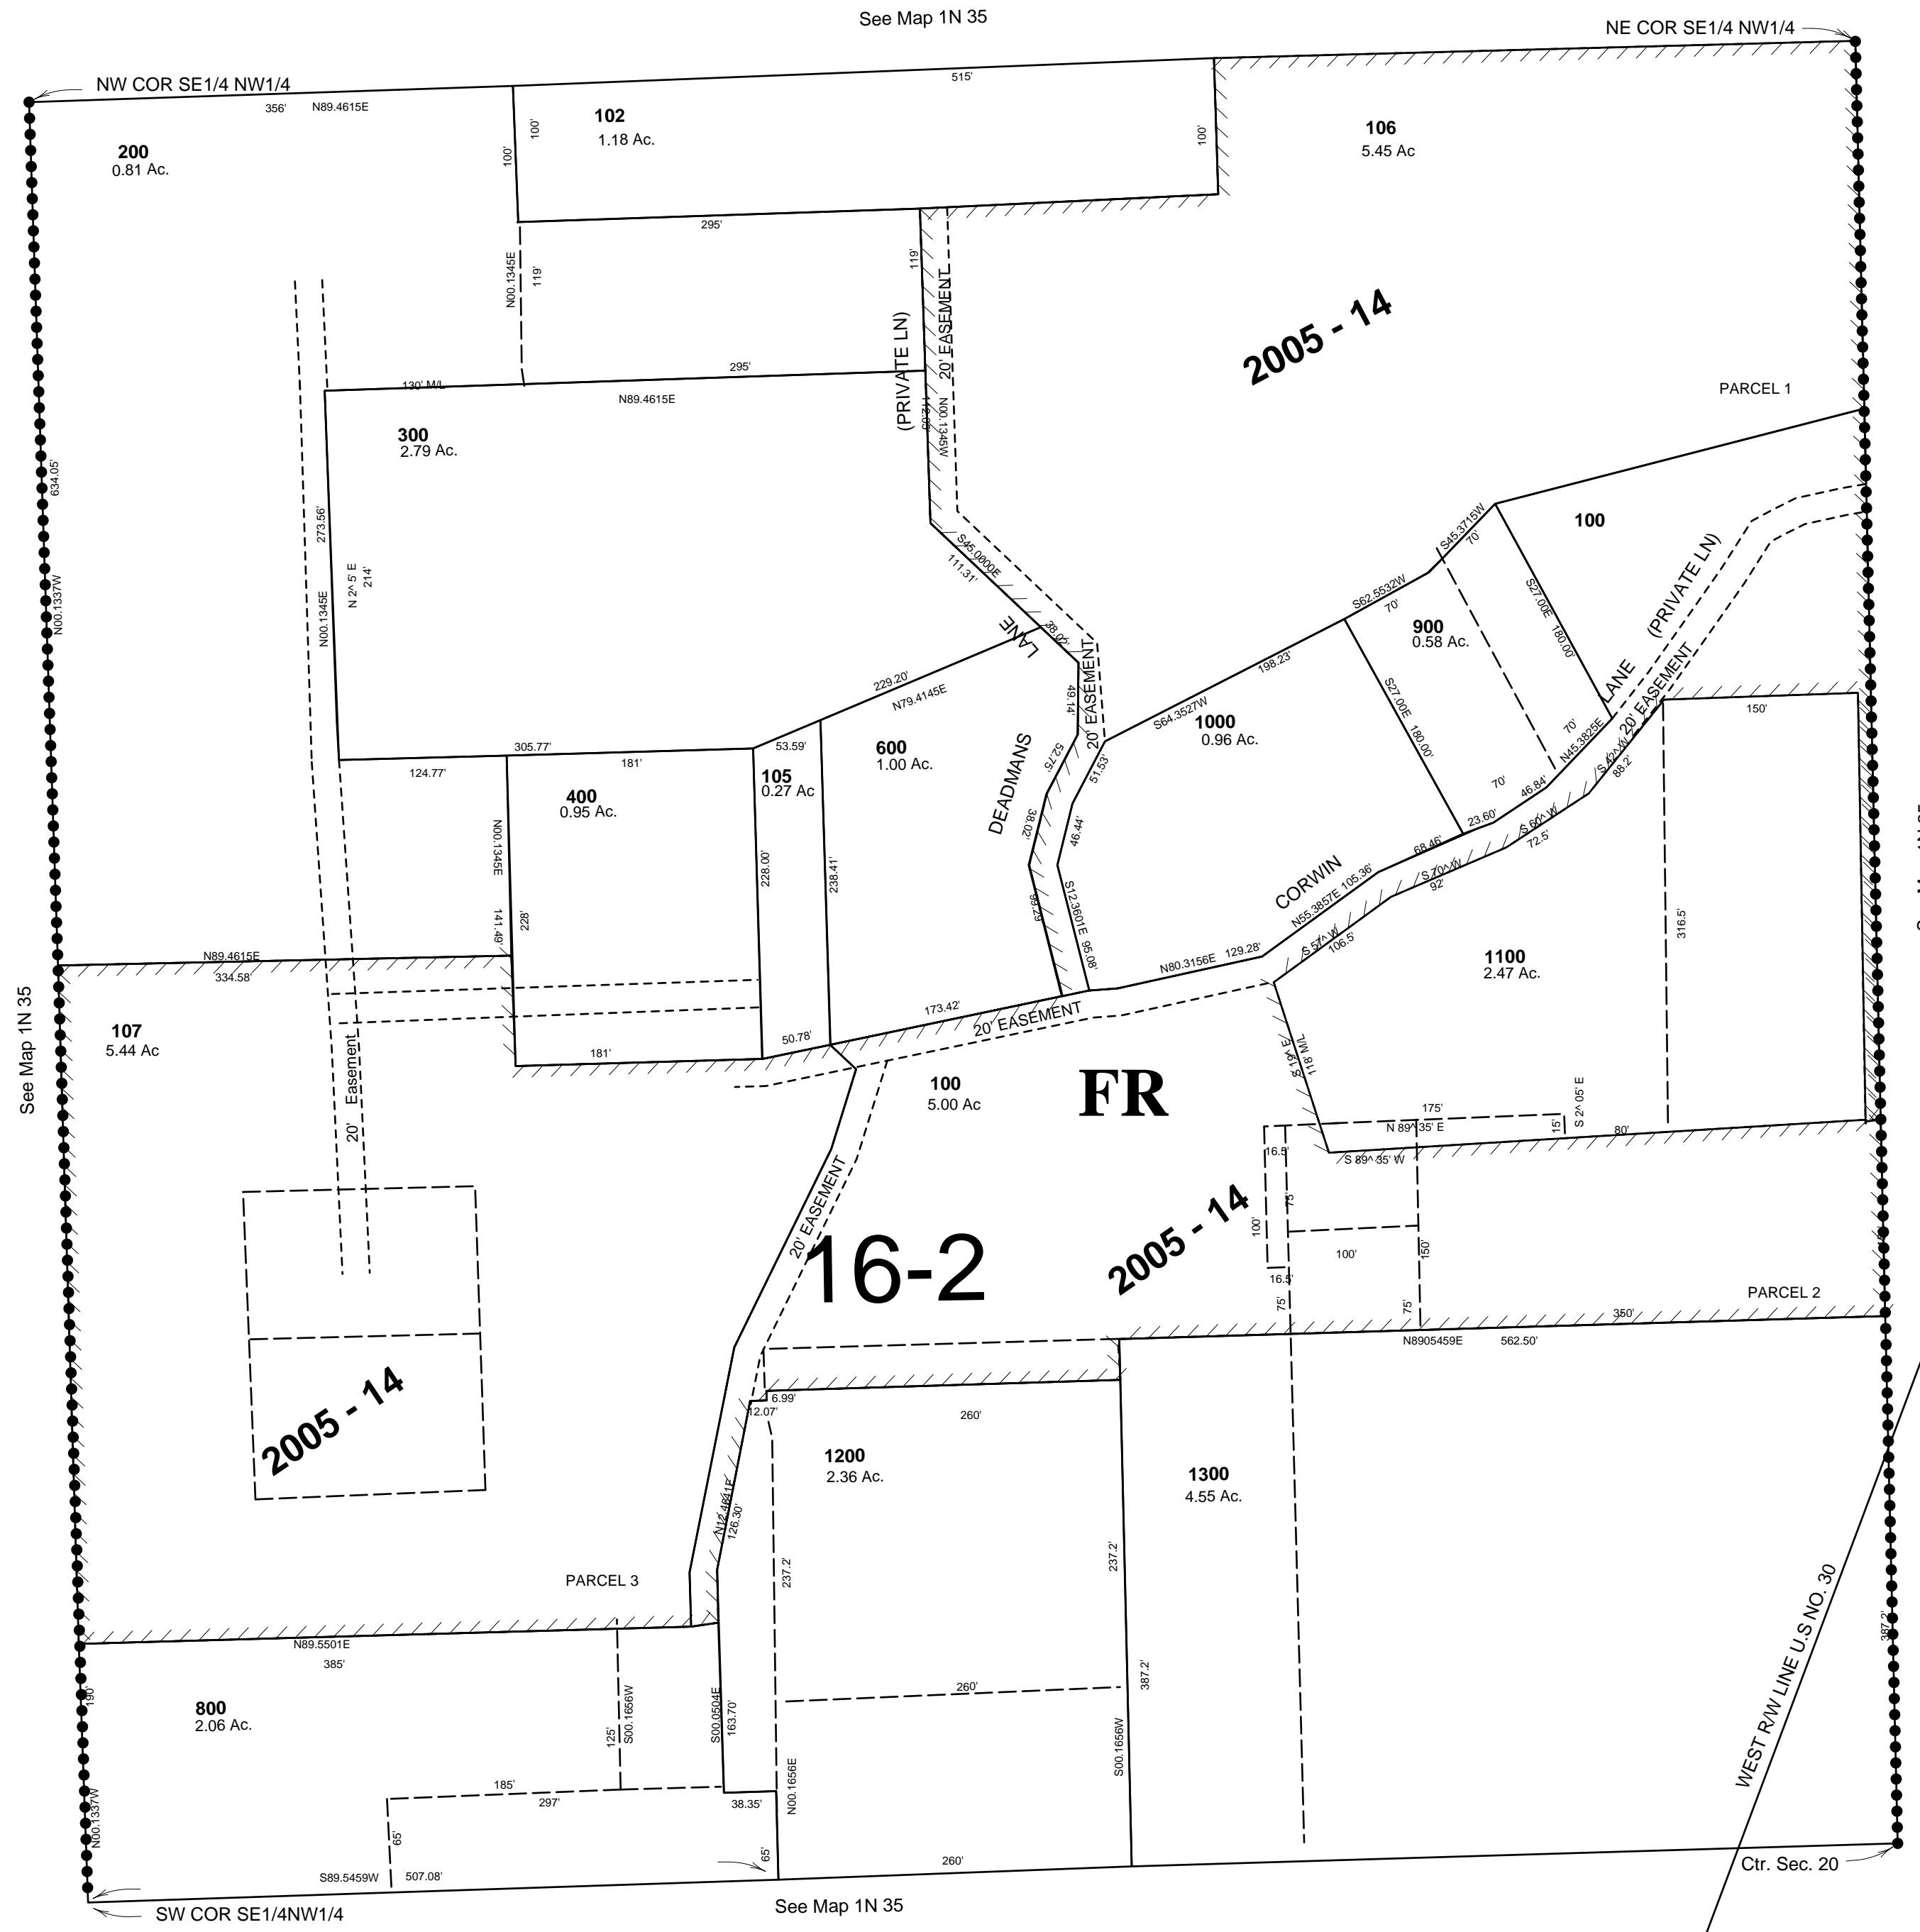 See Map 1N 35
NE COR SE1/4 NW1/4
NW COR SE1/4 NW1/4
356'
N89.4615E
515'
200
0.81 Ac.
100'
100'
102
1.18 Ac.
100'
106
5.45 Ac
295'
N00.1345E
119'
119'
(PRIVATE LN)
20' EASEMENT
2005 - 14
130' M/L
295'
N89.4615E
N00.1345W
PARCEL 1
300
2.79 Ac.
634.05'
N00.1337W
273.56'
N00.1345E
N 2^ 5' E
214'
S45.0000E
111.31'
LANE
38.02'
S45.3715W
70'
100
S62.5532W
70'
900
0.58 Ac.
S27.00E 180.00'
(PRIVATE LN)
LANE
20' EASEMENT
229.20'
N79.4145E
49.14'
20' EASEMENT
198.23'
S64.3527W
1000
0.96 Ac.
S27.00E 180.00'
70'
N45.3825E
S 42^ W
88.2'
150'
305.77'
124.77'
181'
53.59'
105
0.27 Ac
600
1.00 Ac.
52.75'
51.53'
DEADMANS
400
0.95 Ac.
N00.1345E
141.49'
228'
228.00'
238.41'
38.02'
46.44'
99.29'
S12.3601E 95.08'
70'
46.84'
23.60'
68.46'
S 60^ W
72.5'
S 70^ W
92'
CORWIN
N55.3857E 105.36'
S 57^ W
106.5'
316.5'
1100
2.47 Ac.
N89.4615E
334.58'
N80.3156E 129.28'
173.42'
20' EASEMENT
See Map 1N 35
107
5.44 Ac
181'
50.78'
20' Easement
100
5.00 Ac
FR
S 19^ E
118' M/L
175'
N 89^ 35' E
15'
S 2^ 05' E
80'
S 89^ 35' W
16.5'
75'
100'
100'
150'
16.5'
75'
75'
20' EASEMENT
16-2
2005 - 14
PARCEL 2
350'
N8905459E
562.50'
2005 - 14
6.99'
12.07'
260'
1200
2.36 Ac.
1300
4.55 Ac.
N12.4841E
126.30'
237.2'
237.2'
PARCEL 3
WEST R/W LINE U.S NO. 30
387.2'
N89.5501E
385'
190'
800
2.06 Ac.
125'
S00.1656W
S00.0504E
163.70'
260'
387.2'
S00.1656W
N00.1337W
185'
297'
38.35'
N00.1656E
65'
65'
S89.5459W
507.08'
260'
Ctr. Sec. 20
See Map 1N 35
SW COR SE1/4NW1/4